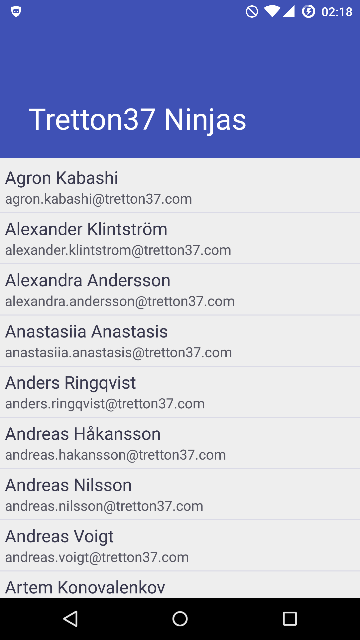 02:18
Tretton37 Ninjas
Agron Kabashi
agron.kabashi@tretton37.com
Alexander Klintström
alexander.klintstrom@tretton37.com
Alexandra Andersson
alexandra.andersson@tretton37.com
Anastasiia Anastasis
anastasiia.anastasis@tretton37.com
Anders Ringqvist
anders.ringqvist@tretton37.com
Andreas Håkansson
andreas.hakansson@tretton37.com
Andreas Nilsson
andreas.nilsson@tretton37.com
Andreas Voigt
andreas.voigt@tretton37.com
Artem Konovalenkov